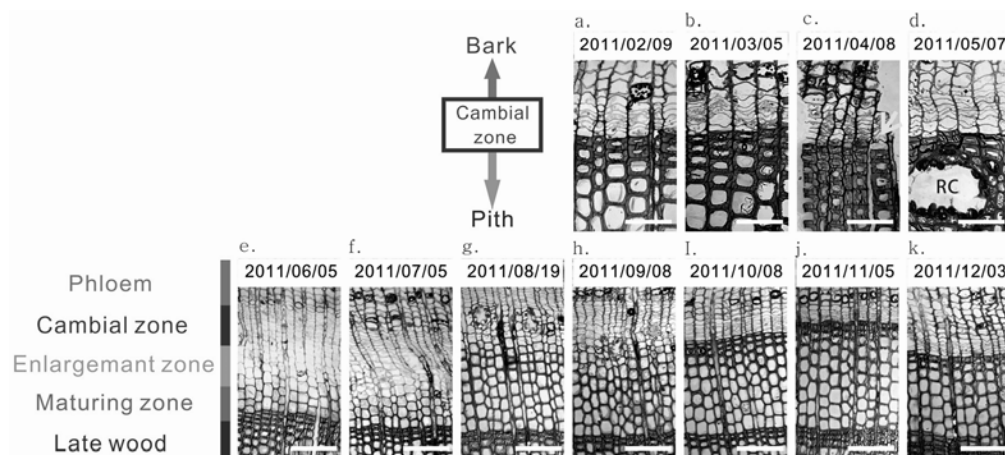 a.
b.
c.
d.
2011/02/09
2011/03/05
2011/04/08
2011/05/07
Bark
Cambial
zone
Pith
RC
e.
f.
g.
h.
I.
j.
k.
2011/06/05
2011/07/05
2011/08/19
2011/09/08
2011/10/08
2011/11/05
2011/12/03
Phloem
Cambial zone
Enlargemant zone
Maturing zone
Late wood